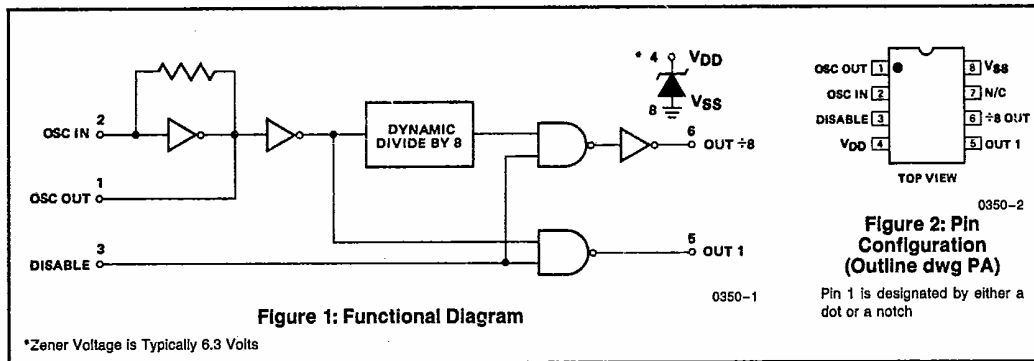 * 4 VDD
8 VSS
2
OSC IN
1
OSC OUT
3
DISABLE
DYNAMIC
DIVIDE BY 8
6
OUT ÷8
5
OUT 1
0350-1
Figure 1: Functional Diagram
*Zener Voltage is Typically 6.3 Volts
OSC OUT 1
OSC IN 2
DISABLE 3
VDD 4
8 VSS
7 N/C
6 ÷8 OUT
5 OUT 1
TOP VIEW
0350-2
Figure 2: Pin
Configuration
(Outline dwg PA)
Pin 1 is designated by either a
dot or a notch